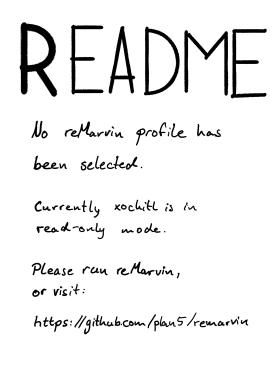 README
No reMarvin profile has
been selected.
Currently xochitl is in
read-only mode.
Please run reMarvin,
or visit:
https://github.com/plan5/remarvin